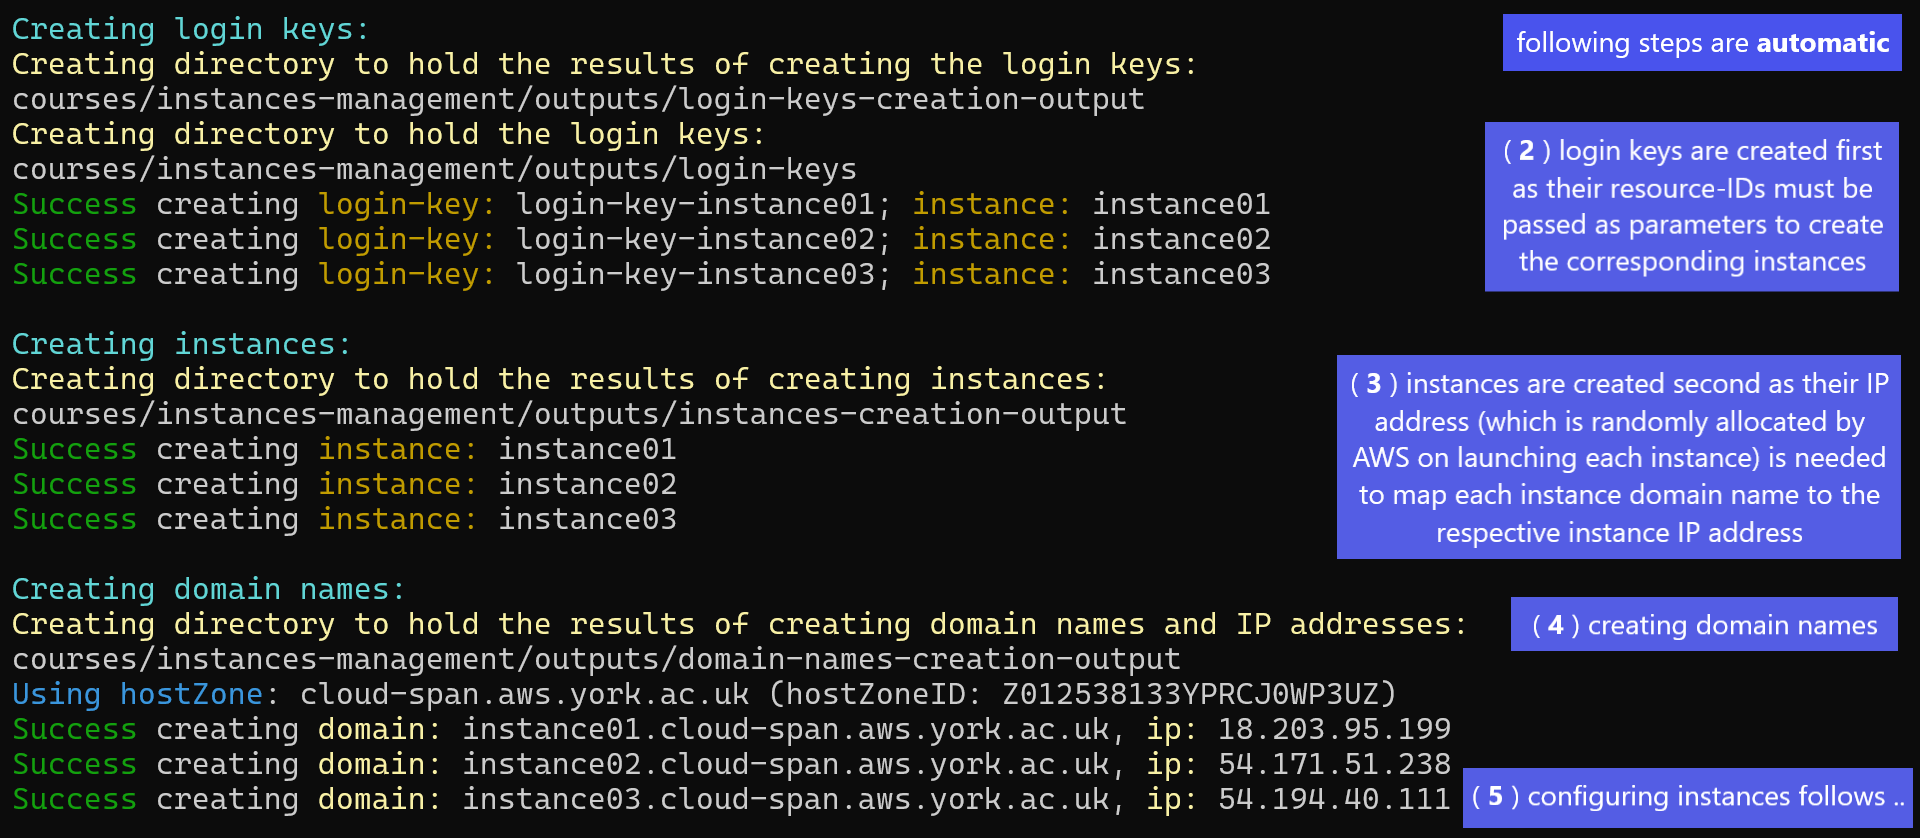 Creating login keys:
Creating directory to hold the results of creating the login keys:
courses/instances-management/outputs/login-keys-creation-output
Creating directory to hold the login keys:
courses/instances-management/outputs/login-keys
Success creating login-key: login-key-instance01; instance: instance01
Success creating login-key: login-key-instance02; instance: instance02
Success creating login-key: login-key-instance03; instance: instance03
following steps are automatic
( 2 ) login keys are created first
as their resource-IDs must be
passed as parameters to create
the corresponding instances
Creating instances:
Creating directory to hold the results of creating instances:
courses/instances-management/outputs/instances-creation-output
Success creating instance: instance01
Success creating instance: instance02
Success creating instance: instance03
( 3 ) instances are created second as their IP
address (which is randomly allocated by
AWS on launching each instance) is needed
to map each instance domain name to the
respective instance IP address
Creating domain names:
Creating directory to hold the results of creating domain names and IP addresses:
courses/instances-management/outputs/domain-names-creation-output
Using hostZone: cloud-span.aws.york.ac.uk (hostZoneID: Z012538133YPRCJ0WP3UZ)
Success creating domain: instance01.cloud-span.aws.york.ac.uk, ip: 18.203.95.199
Success creating domain: instance02.cloud-span.aws.york.ac.uk, ip: 54.171.51.238
Success creating domain: instance03.cloud-span.aws.york.ac.uk, ip: 54.194.40.111
( 4 ) creating domain names
( 5 ) configuring instances follows ..